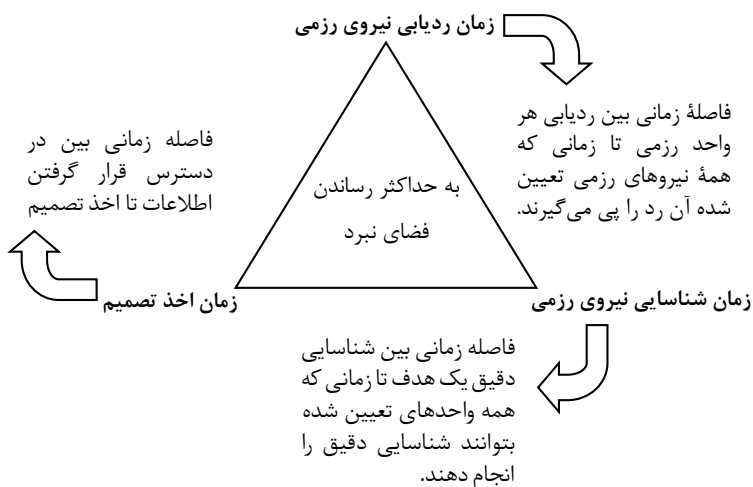 زمان ردیابی نیروی رزمی
فاصلۀ زمانی بین ردیابی هر
واحد رزمی تا زمانی که
همۀ نیروهای رزمی تعیین
شده آن رد را پی می‌گیرند.
فاصله زمانی بین در
دسترس قرار گرفتن
اطلاعات تا اخذ تصمیم
به حداکثر رساندن
فضای نبرد
زمان شناسایی نیروی رزمی
زمان اخذ تصمیم
فاصله زمانی بین شناسایی
دقیق یک هدف تا زمانی که
همه واحدهای تعیین شده
بتوانند شناسایی دقیق را
انجام دهند.